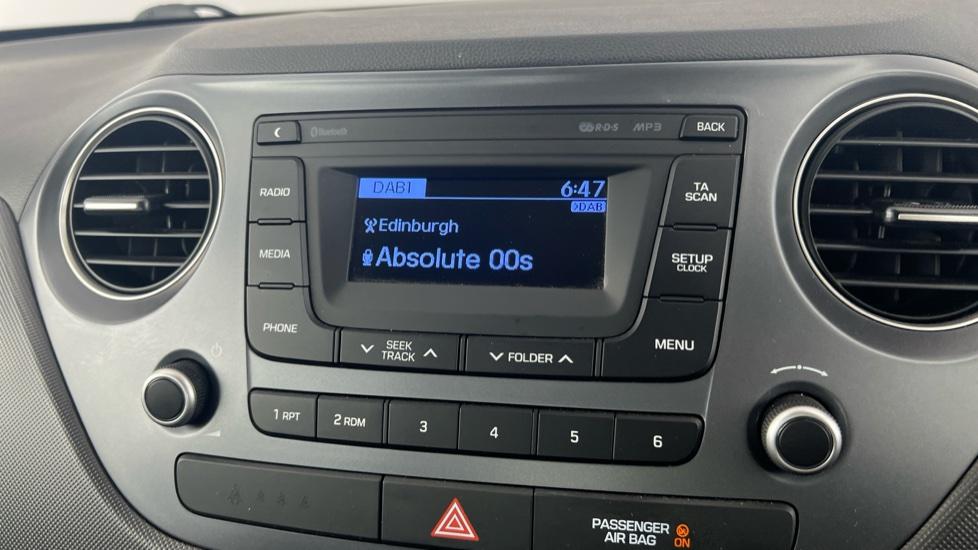 Bluetooth
R·D·S MP3
BACK
RADIO
MEDIA
PHONE
DAB1 6:47
DAB
Edinburgh
Absolute 00s
TA
SCAN
SETUP
CLOCK
SEEK
TRACK
FOLDER
MENU
1 RPT
2 RDM
3
4
5
6
PASSENGER
AIR BAG
ON